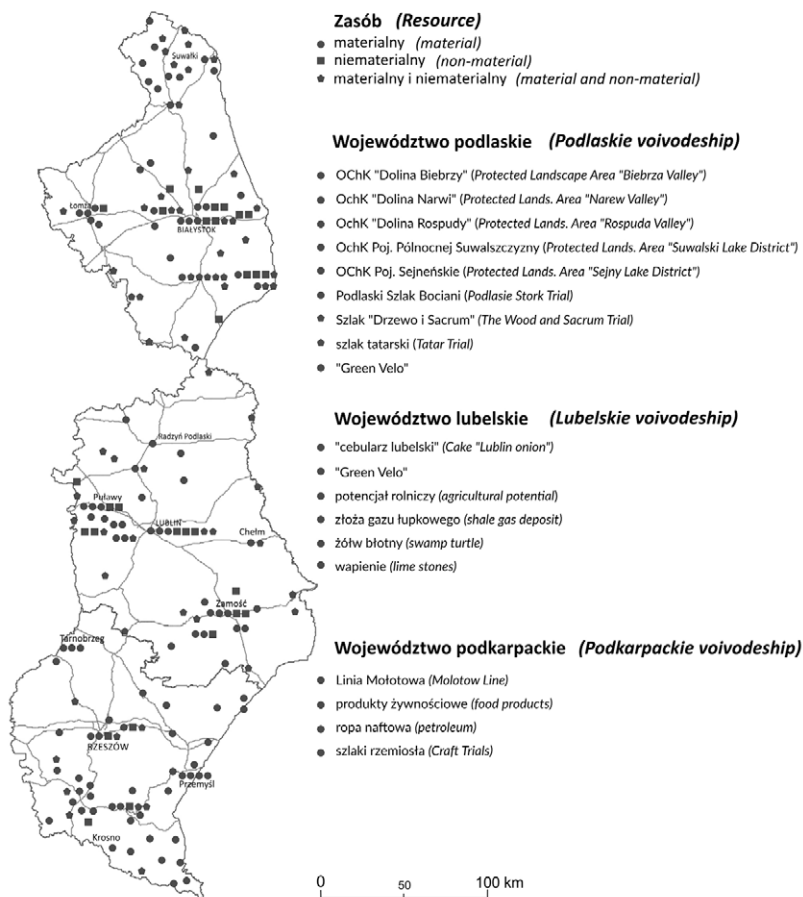 Zasób (Resource)
materialny (material)
niematerialny (non-material)
materialny i niematerialny (material and non-material)
Województwo podlaskie (Podlaskie voivodeship)
OChK "Dolina Biebrzy" (Protected Landscape Area "Biebrza Valley")
OchK "Dolina Narwi" (Protected Lands. Area "Narew Valley")
OchK "Dolina Rospudy" (Protected Lands. Area "Rospuda Valley")
OchK Poj. Północnej Suwalszczyzny (Protected Lands. Area "Suwalski Lake District")
OChK Poj. Sejneńskie (Protected Lands. Area "Sejny Lake District")
Podlaski Szlak Bociani (Podlasie Stork Trial)
Szlak "Drzewo i Sacrum" (The Wood and Sacrum Trial)
szlak tatarski (Tatar Trial)
"Green Velo"
Województwo lubelskie (Lubelskie voivodeship)
"cebularz lubelski" (Cake "Lublin onion")
"Green Velo"
potencjał rolniczy (agricultural potential)
złoża gazu łupkowego (shale gas deposit)
żółw błotny (swamp turtle)
wapienie (lime stones)
Województwo podkarpackie (Podkarpackie voivodeship)
Linia Mołotowa (Molotow Line)
produkty żywnościowe (food products)
ropa naftowa (petroleum)
szlaki rzemiosła (Craft Trials)
Suwałki
Łomża
BIAŁYSTOK
Radzyń Podlaski
Puławy
LUBLIN
Chełm
Zamość
Tarnobrzeg
RZESZÓW
Przemyśl
Krosno
0 50 100 km